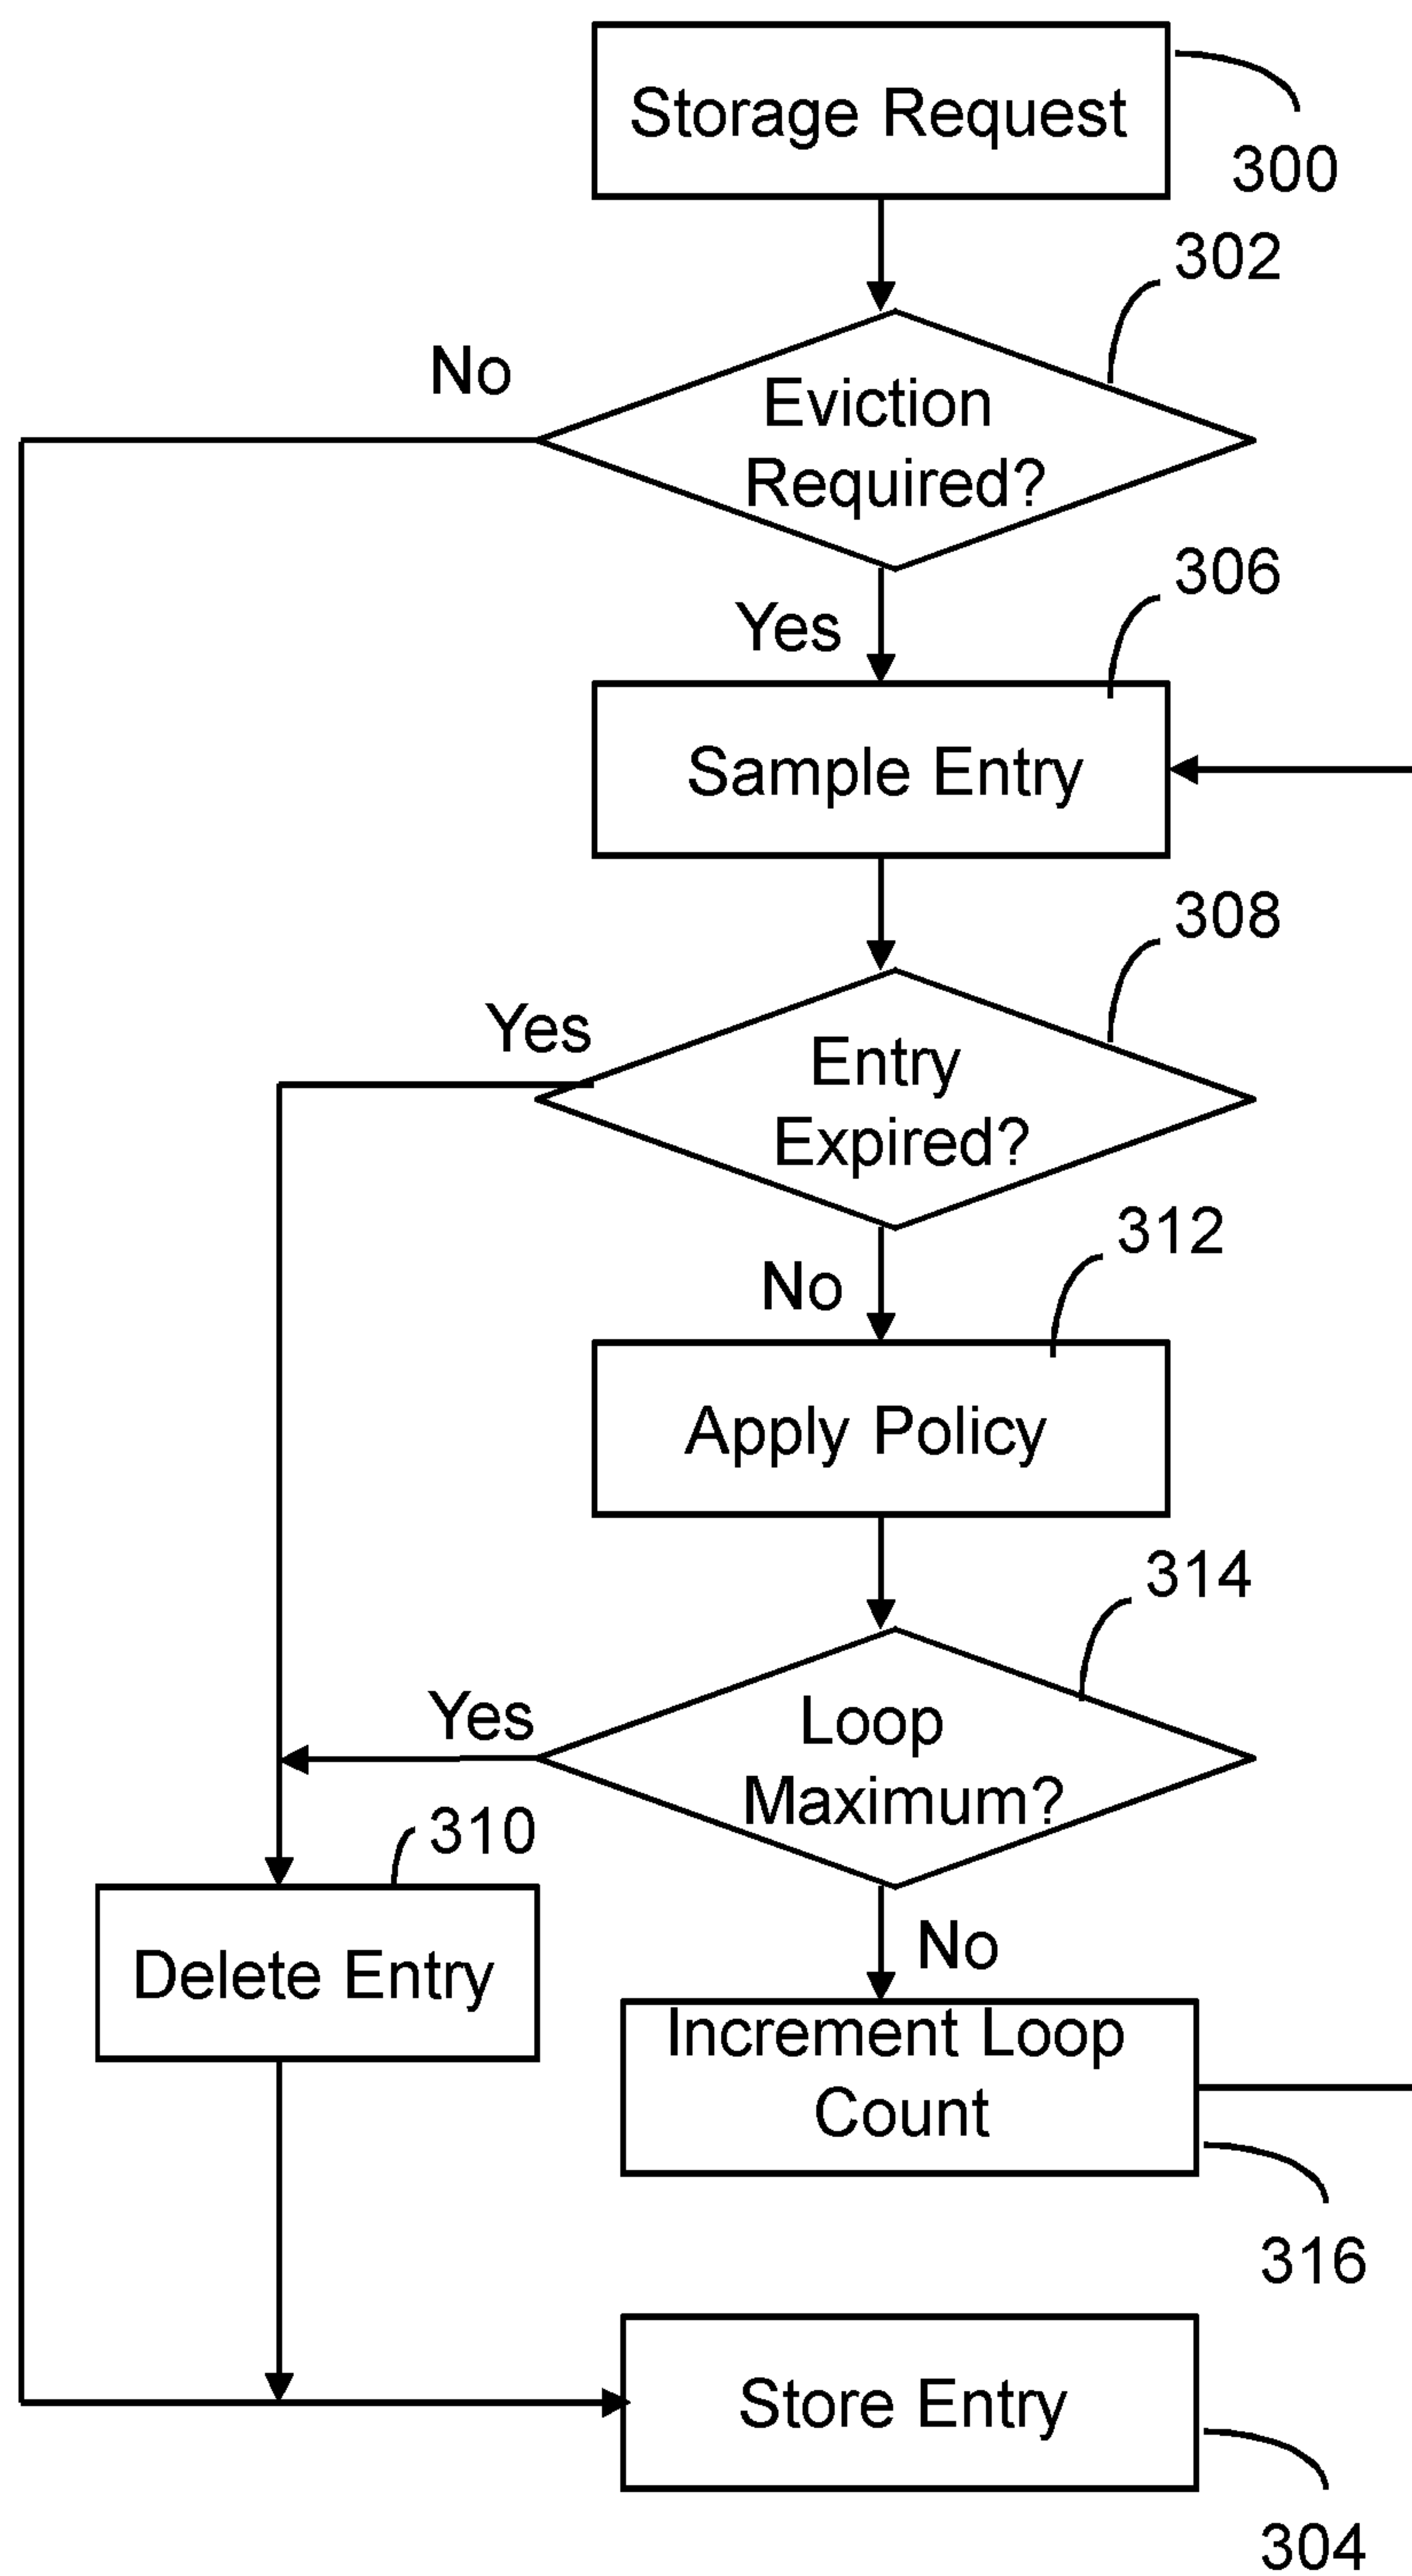 Storage Request
300
302
No
Eviction
Required?
306
Yes
Sample Entry
308
Yes
Entry
Expired?
312
No
Apply Policy
314
Yes
Loop
Maximum?
310
No
Delete Entry
Increment Loop
Count
316
Store Entry
304